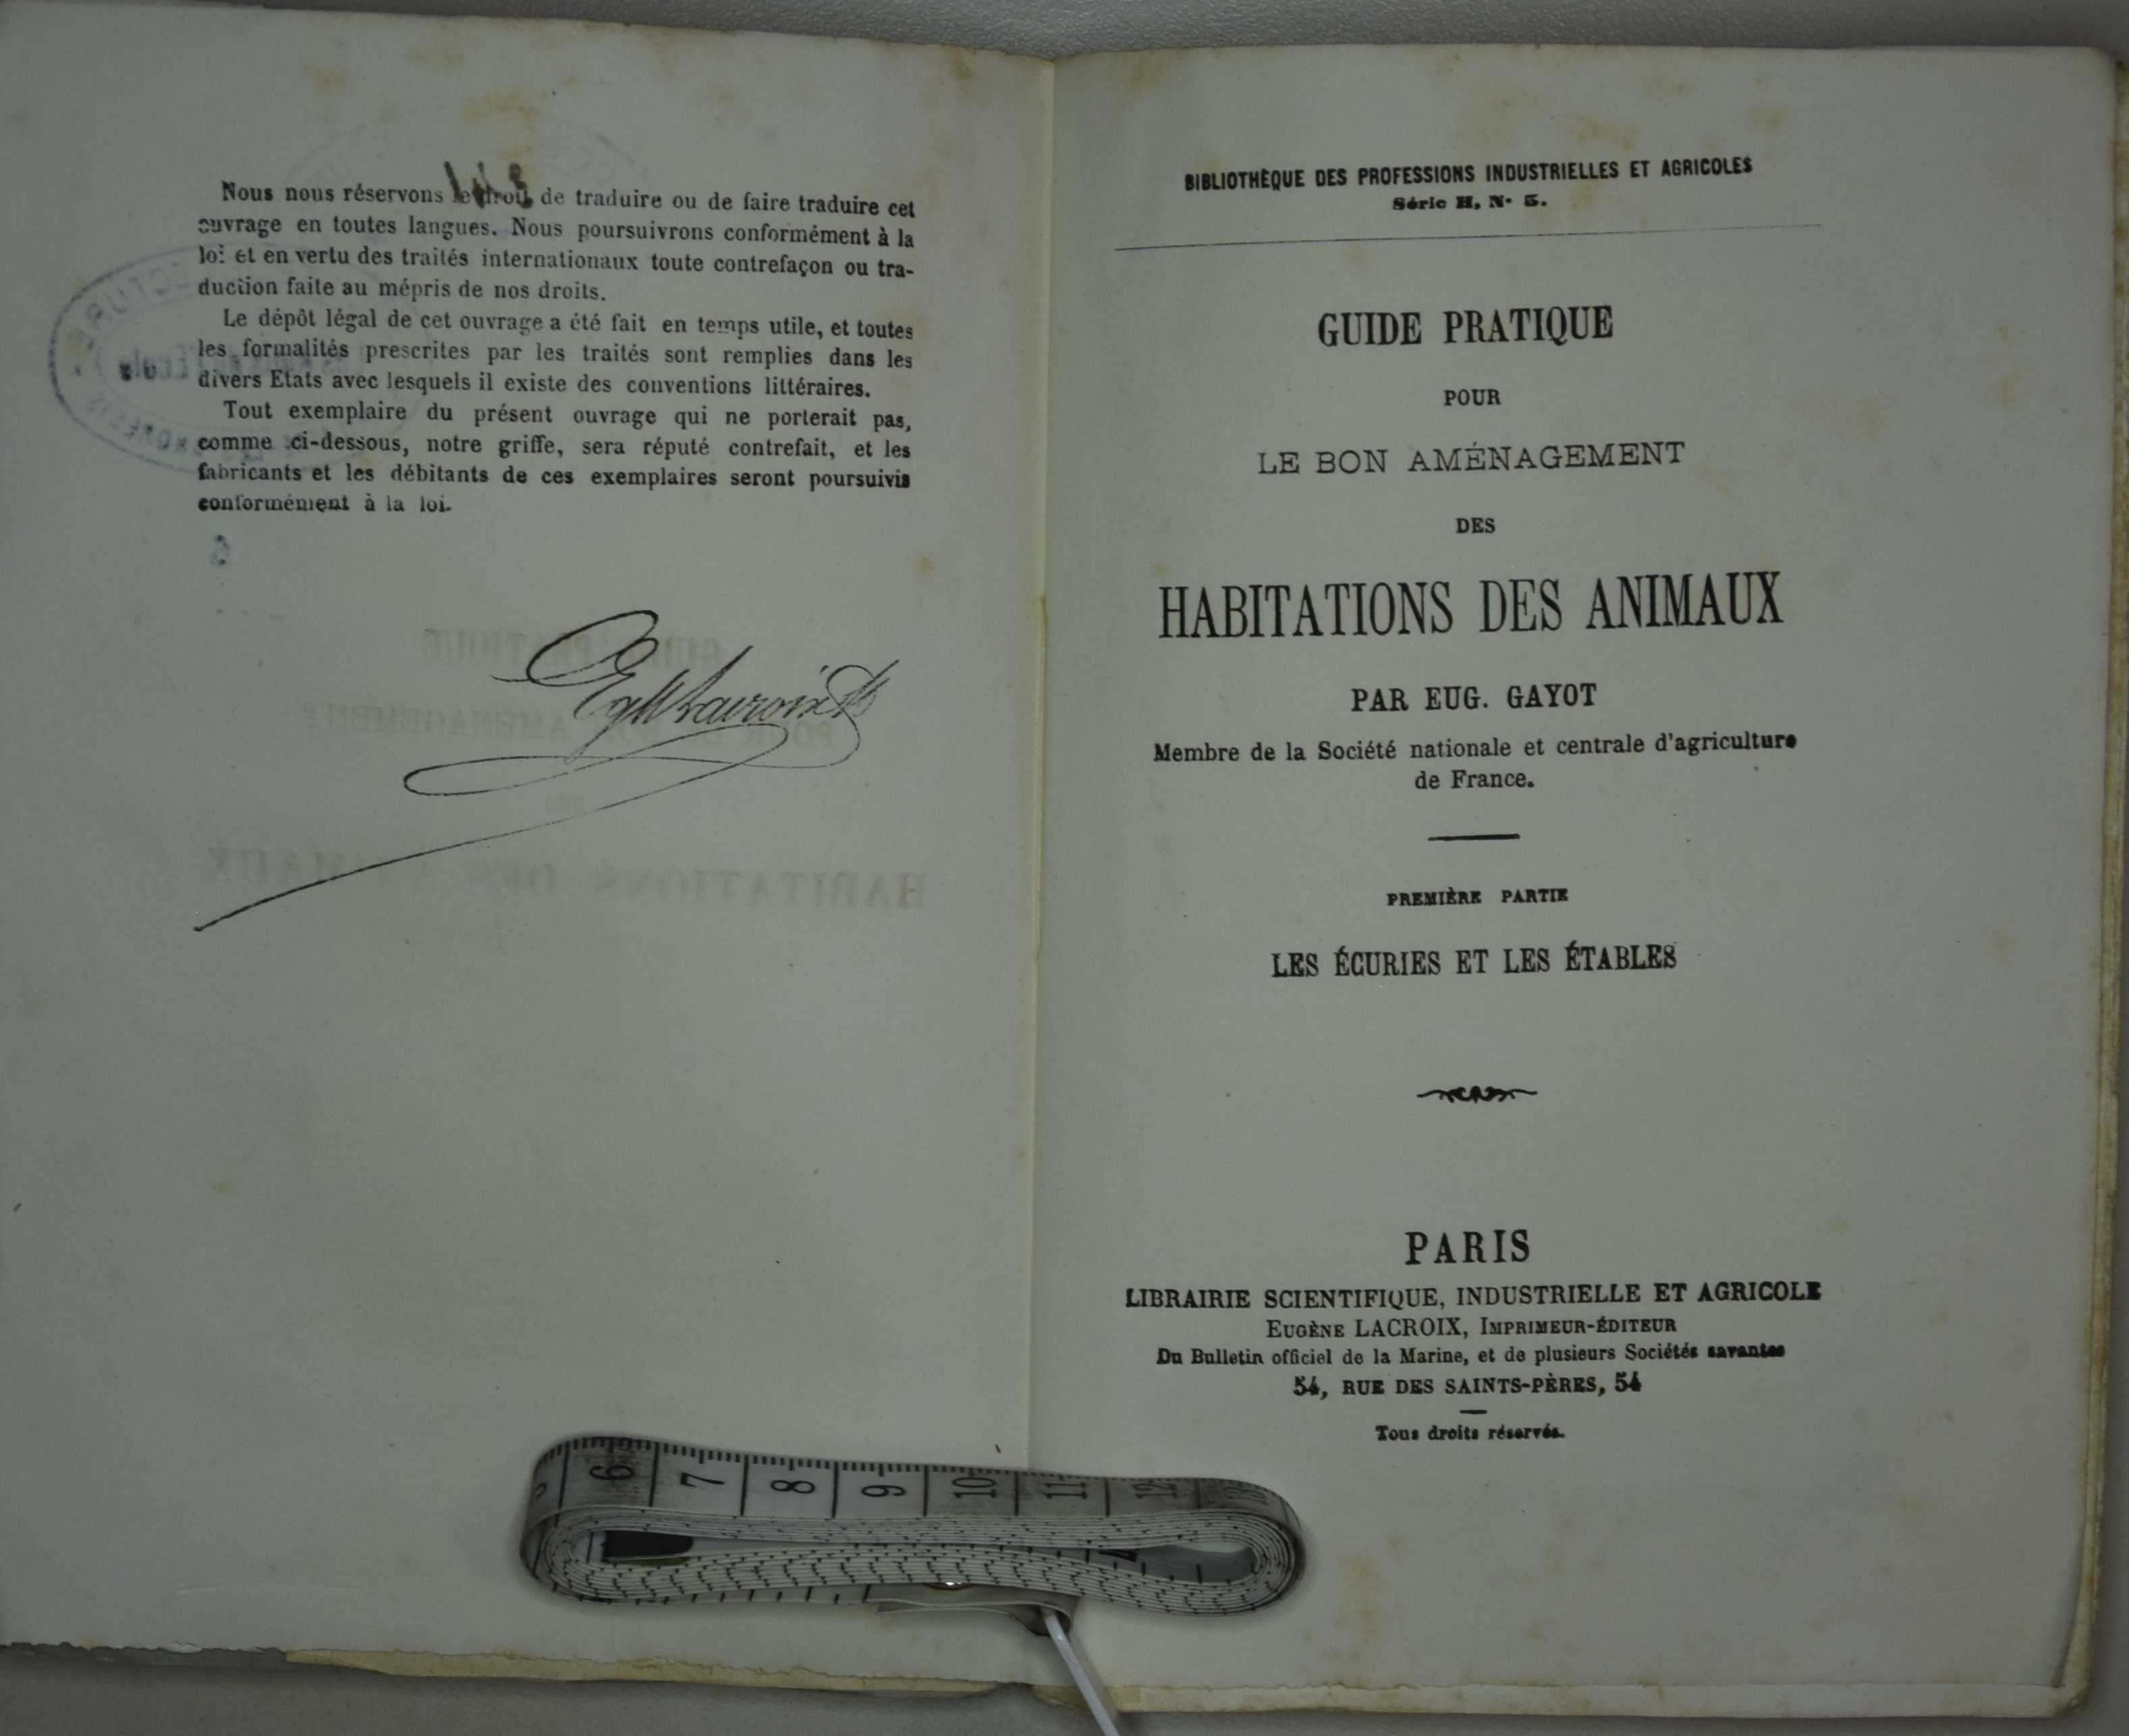 Nous nous réservons le droit de traduire ou de faire traduire cet
ouvrage en toutes langues. Nous poursuivrons conformément à la
loi et en vertu des traités internationaux toute contrefaçon ou tra-
duction faite au mépris de nos droits.
Le dépôt légal de cet ouvrage a été fait en temps utile, et toutes
les formalités prescrites par les traités sont remplies dans les
divers Etats avec lesquels il existe des conventions littéraires.
Tout exemplaire du présent ouvrage qui ne porterait pas,
comme ci-dessous, notre griffe, sera réputé contrefait, et les
fabricants et les débitants de ces exemplaires seront poursuivis
conformément à la loi.
BIBLIOTHÈQUE DES PROFESSIONS INDUSTRIELLES ET AGRICOLES
Série H, N° 5.
GUIDE PRATIQUE
POUR
LE BON AMÉNAGEMENT
DES
HABITATIONS DES ANIMAUX
PAR EUG. GAYOT
Membre de la Société nationale et centrale d'agriculture
de France.
PREMIÈRE PARTIE
LES ÉCURIES ET LES ÉTABLES
PARIS
LIBRAIRIE SCIENTIFIQUE, INDUSTRIELLE ET AGRICOLE
EUGÈNE LACROIX, IMPRIMEUR-ÉDITEUR
Du Bulletin officiel de la Marine, et de plusieurs Sociétés savantes
54, RUE DES SAINTS-PÈRES, 54
Tous droits réservés.
6 7 8 9 10 11 12